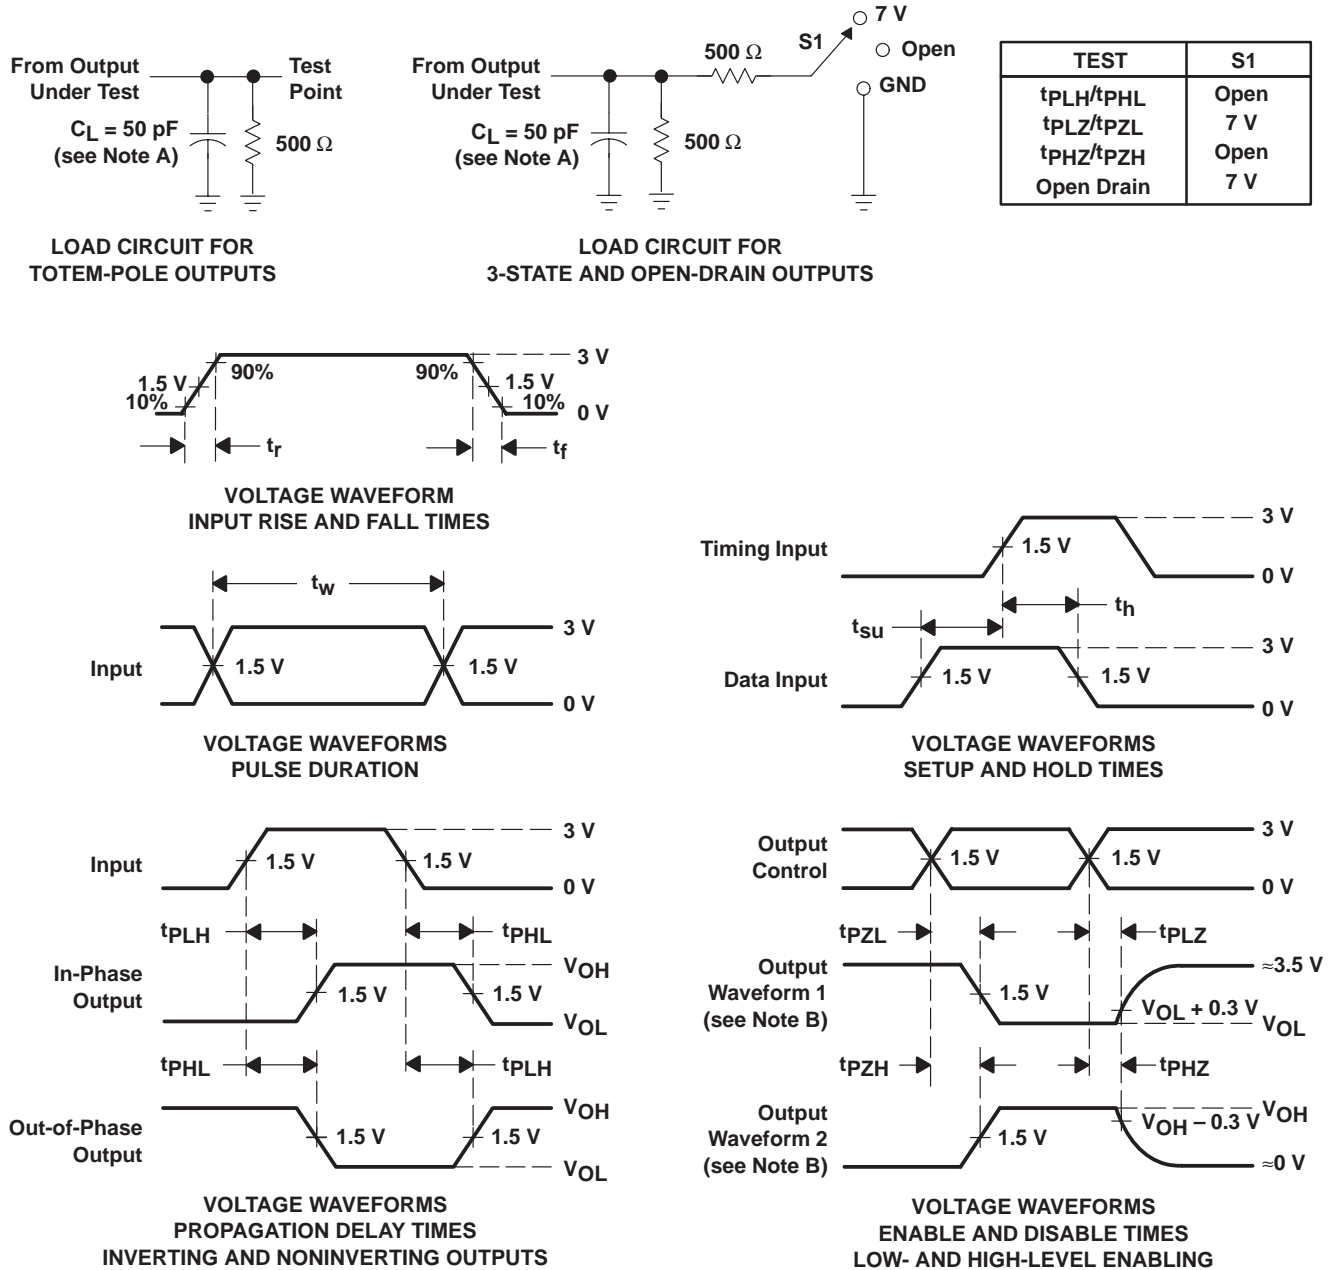 From Output
Under Test
Test
Point
CL = 50 pF
(see Note A)
500 Ω
LOAD CIRCUIT FOR
TOTEM-POLE OUTPUTS
From Output
Under Test
CL = 50 pF
(see Note A)
500 Ω
500 Ω
S1
7 V
Open
GND
LOAD CIRCUIT FOR
3-STATE AND OPEN-DRAIN OUTPUTS
TEST S1
tPLH/tPHL Open
tPLZ/tPZL 7 V
tPHZ/tPZH Open
Open Drain 7 V
3 V
90% 90%
1.5 V 1.5 V
10% 10%
0 V
tr tf
VOLTAGE WAVEFORM
INPUT RISE AND FALL TIMES
tw
3 V
Input 1.5 V 1.5 V
0 V
VOLTAGE WAVEFORMS
PULSE DURATION
3 V
Timing Input 1.5 V
0 V
th
tsu
3 V
Data Input 1.5 V 1.5 V
0 V
VOLTAGE WAVEFORMS
SETUP AND HOLD TIMES
3 V
Input 1.5 V 1.5 V
0 V
tPLH tPHL
VOH
In-Phase
Output
1.5 V 1.5 V
VOL
tPHL tPLH
VOH
Out-of-Phase
Output
1.5 V 1.5 V
VOL
VOLTAGE WAVEFORMS
PROPAGATION DELAY TIMES
INVERTING AND NONINVERTING OUTPUTS
3 V
Output
Control
1.5 V 1.5 V
0 V
tPZL tPLZ
Output
Waveform 1
(see Note B)
≈3.5 V
1.5 V
VOL + 0.3 V
VOL
tPZH tPHZ
Output
Waveform 2
(see Note B)
VOH
VOH − 0.3 V
1.5 V
≈0 V
VOLTAGE WAVEFORMS
ENABLE AND DISABLE TIMES
LOW- AND HIGH-LEVEL ENABLING